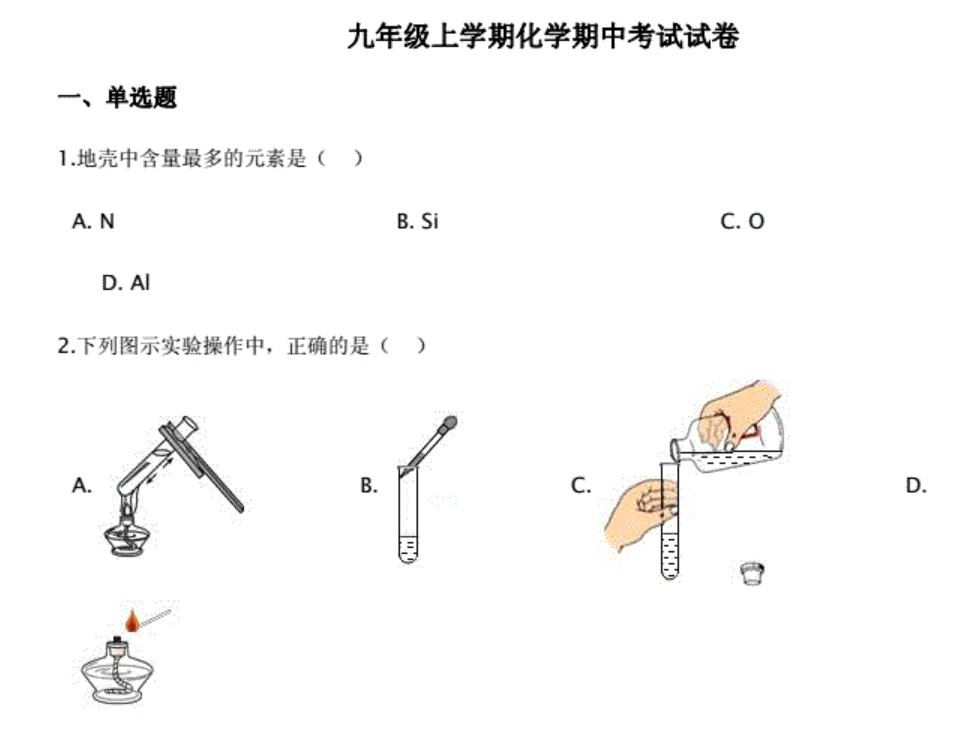 九年级上学期化学期中考试试卷
一、单选题
1.地壳中含量最多的元素是（ ）
A. N B. Si C. O
D. Al
2.下列图示实验操作中，正确的是（ ）
A. B. C. D.